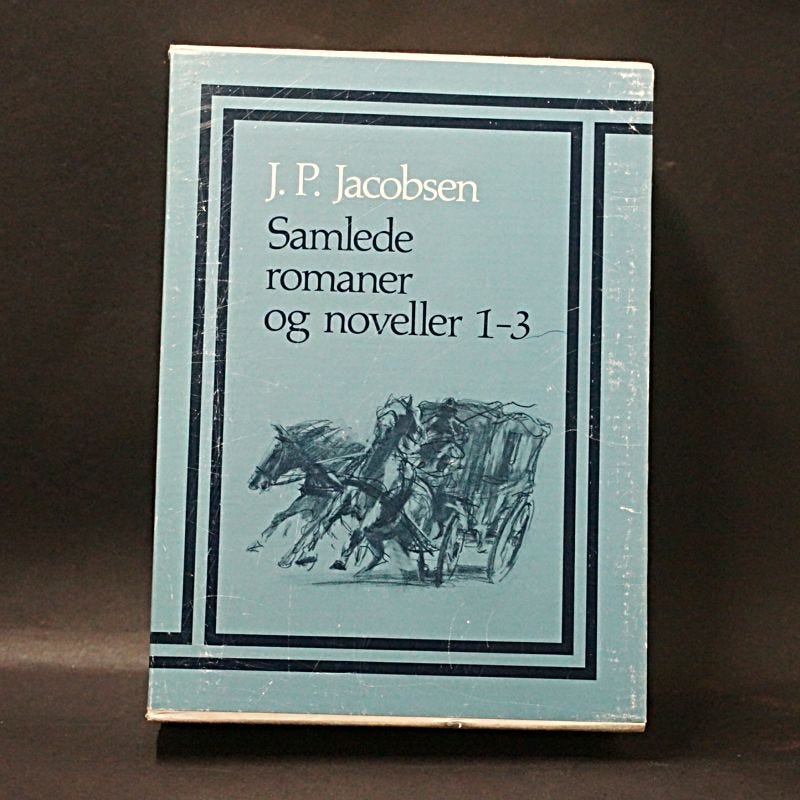 J. P. Jacobsen
Samlede
romaner
og noveller 1-3